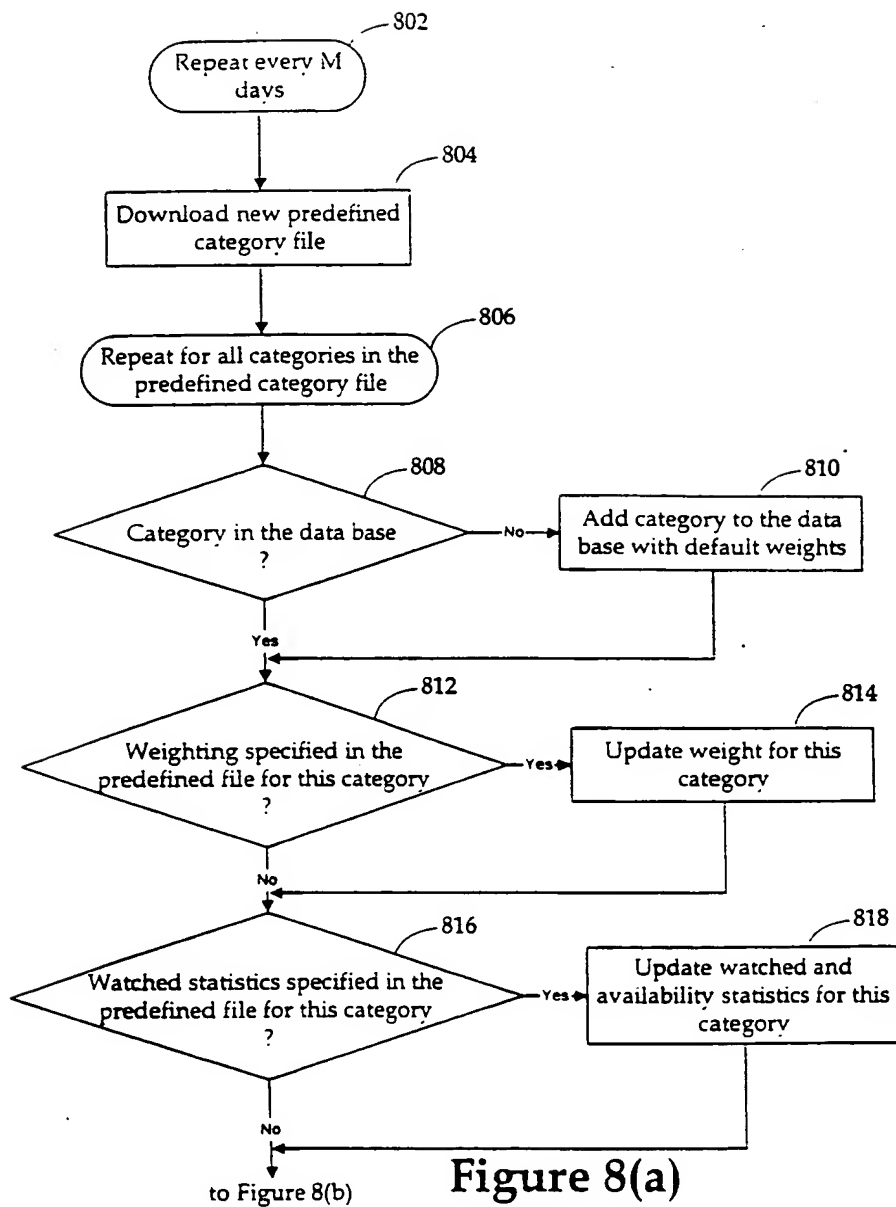 802
Repeat every M
days
804
Download new predefined
category file
806
Repeat for all categories in the
predefined category file
808
Category in the data base
?
No
810
Add category to the data
base with default weights
Yes
812
Weighting specified in the
predefined file for this category
?
Yes
814
Update weight for this
category
No
816
Watched statistics specified in the
predefined file for this category
?
Yes
818
Update watched and
availability statistics for this
category
No
to Figure 8(b)
Figure 8(a)